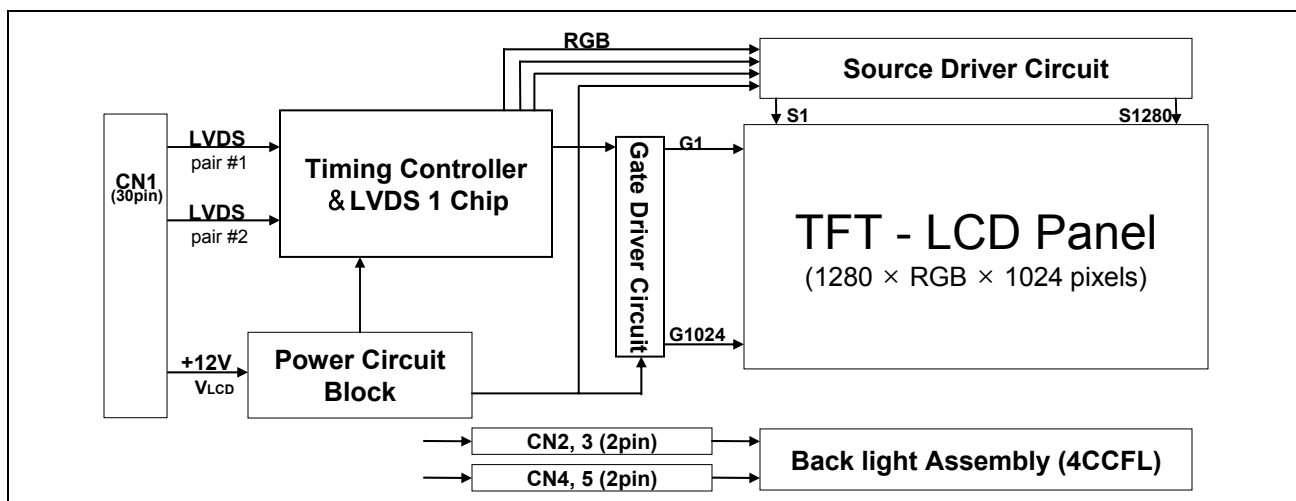 RGB
Source Driver Circuit
S1
S1280
LVDS
pair #1
CN1
(30pin)
LVDS
pair #2
Timing Controller
& LVDS 1 Chip
Gate Driver Circuit
G1
G1024
TFT - LCD Panel
(1280 × RGB × 1024 pixels)
+12V
VLCD
Power Circuit
Block
CN2, 3 (2pin)
CN4, 5 (2pin)
Back light Assembly (4CCFL)